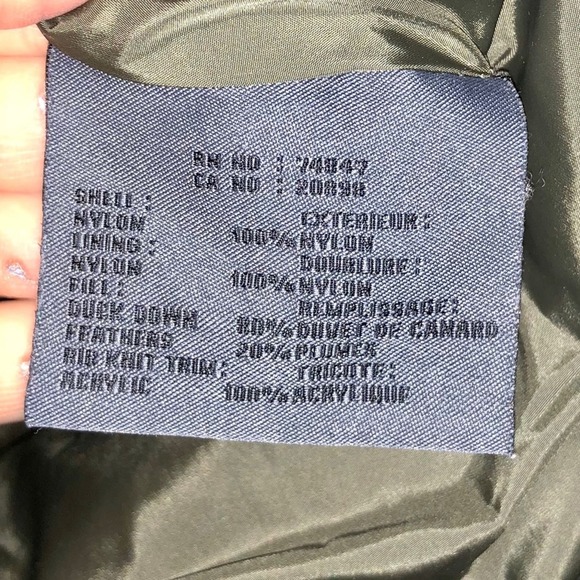 RN NO : 74947
CA NO : 20898
SHELL : EXTERIEUR :
NYLON 100% NYLON
LINING : DOUBLURE :
NYLON 100% NYLON
FILL : REMPLISSAGE :
DUCK DOWN 80% DUVET DE CANARD
FEATHERS 20% PLUMES
RIB KNIT TRIM : TRICOTE :
ACRYLIC 100% ACRYLIQUE